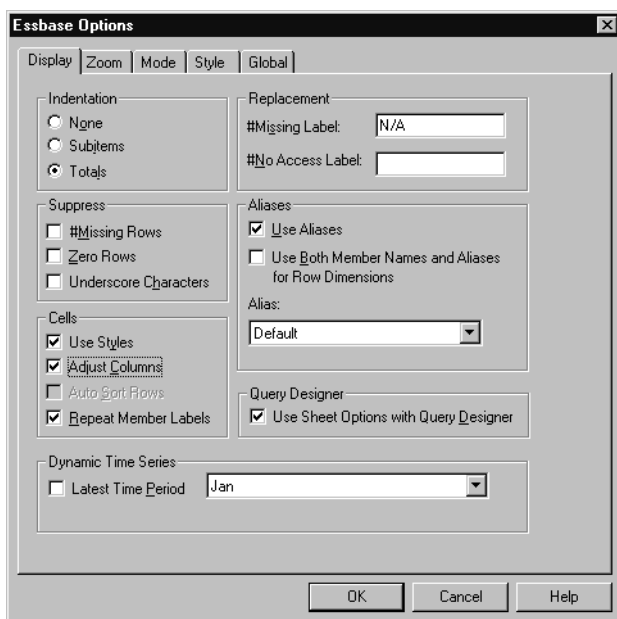 Essbase Options
Display Zoom Mode Style Global
Indentation
None
Subitems
Totals
Replacement
#Missing Label: N/A
#No Access Label:
Suppress
#Missing Rows
Zero Rows
Underscore Characters
Aliases
Use Aliases
Use Both Member Names and Aliases
for Row Dimensions
Alias:
Default
Cells
Use Styles
Adjust Columns
Auto Sort Rows
Repeat Member Labels
Query Designer
Use Sheet Options with Query Designer
Dynamic Time Series
Latest Time Period Jan
OK Cancel Help